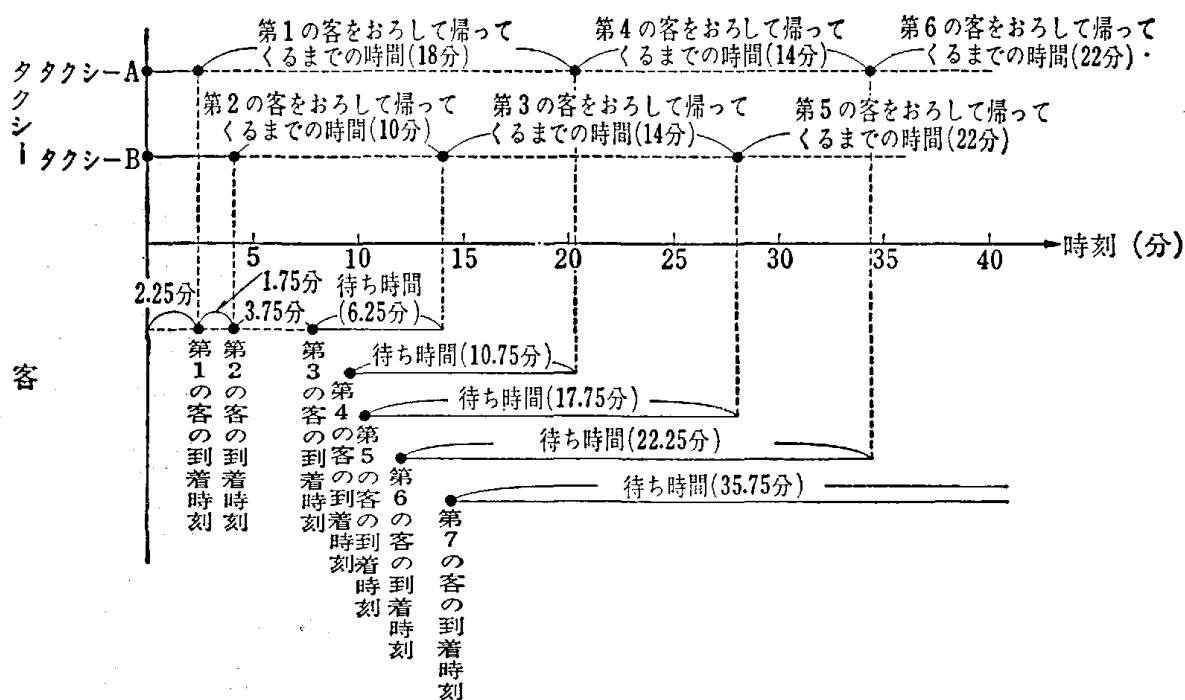 第1の客をおろして帰って
くるまでの時間(18分)
第4の客をおろして帰って
くるまでの時間(14分)
第6の客をおろして帰って
くるまでの時間(22分)
タクシー
タクシーA
第2の客をおろして帰って
くるまでの時間(10分)
第3の客をおろして帰って
くるまでの時間(14分)
第5の客をおろして帰って
くるまでの時間(22分)
タクシーB
5
10
15
20
25
30
35
40
時刻(分)
2.25分
1.75分
3.75分
待ち時間
(6.25分)
客
第1の客の到着時刻
第2の客の到着時刻
第3の客の到着時刻
待ち時間(10.75分)
第4の客の到着時刻
待ち時間(17.75分)
第5の客の到着時刻
待ち時間(22.25分)
第6の客の到着時刻
待ち時間(35.75分)
第7の客の到着時刻